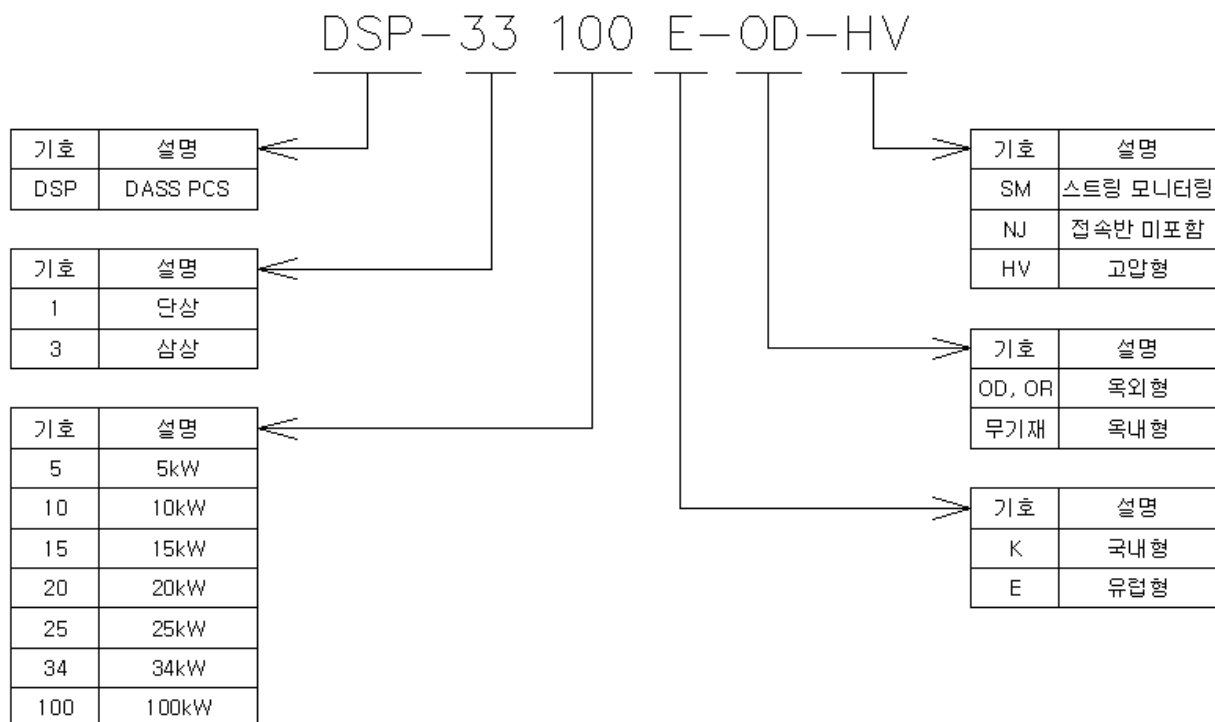 DSP-33 100 E-OD-HV
기호 설명
DSP DASS PCS
기호 설명
1 단상
3 삼상
기호 설명
5 5kW
10 10kW
15 15kW
20 20kW
25 25kW
34 34kW
100 100kW
기호 설명
SM 스트링 모니터링
NJ 접속반 미포함
HV 고압형
기호 설명
OD, OR 옥외형
무기재 옥내형
기호 설명
K 국내형
E 유럽형